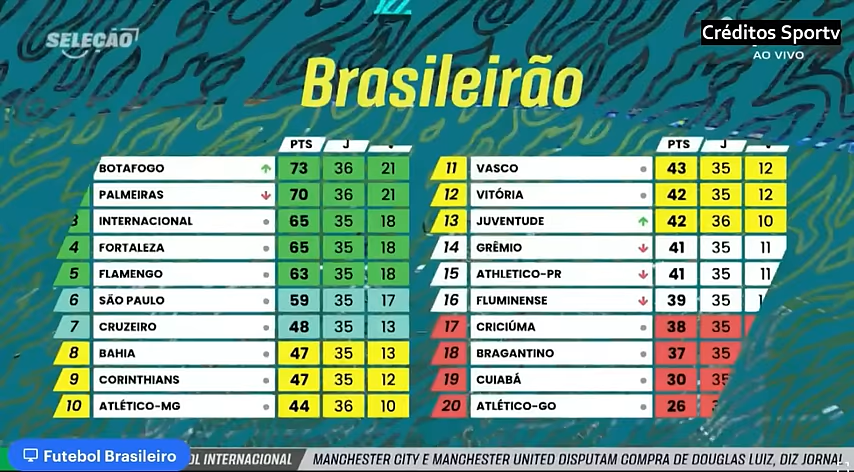 SELEÇÃO
Créditos Sportv
AO VIVO
Brasileirão
PTS J V
BOTAFOGO 73 36 21
PALMEIRAS 70 36 21
3 INTERNACIONAL 65 35 18
4 FORTALEZA 65 35 18
5 FLAMENGO 63 35 18
6 SÃO PAULO 59 35 17
7 CRUZEIRO 48 35 13
8 BAHIA 47 35 13
9 CORINTHIANS 47 35 12
10 ATLÉTICO-MG 44 36 10
PTS J
11 VASCO 43 35 12
12 VITÓRIA 42 35 12
13 JUVENTUDE 42 36 10
14 GRÊMIO 41 35 11
15 ATHLETICO-PR 41 35 11
16 FLUMINENSE 39 35
17 CRICIÚMA 38 35
18 BRAGANTINO 37 35
19 CUIABÁ 30 35
20 ATLÉTICO-GO 26
Futebol Brasileiro
OL INTERNACIONAL
MANCHESTER CITY E MANCHESTER UNITED DISPUTAM COMPRA DE DOUGLAS LUIZ, DIZ JORNAL